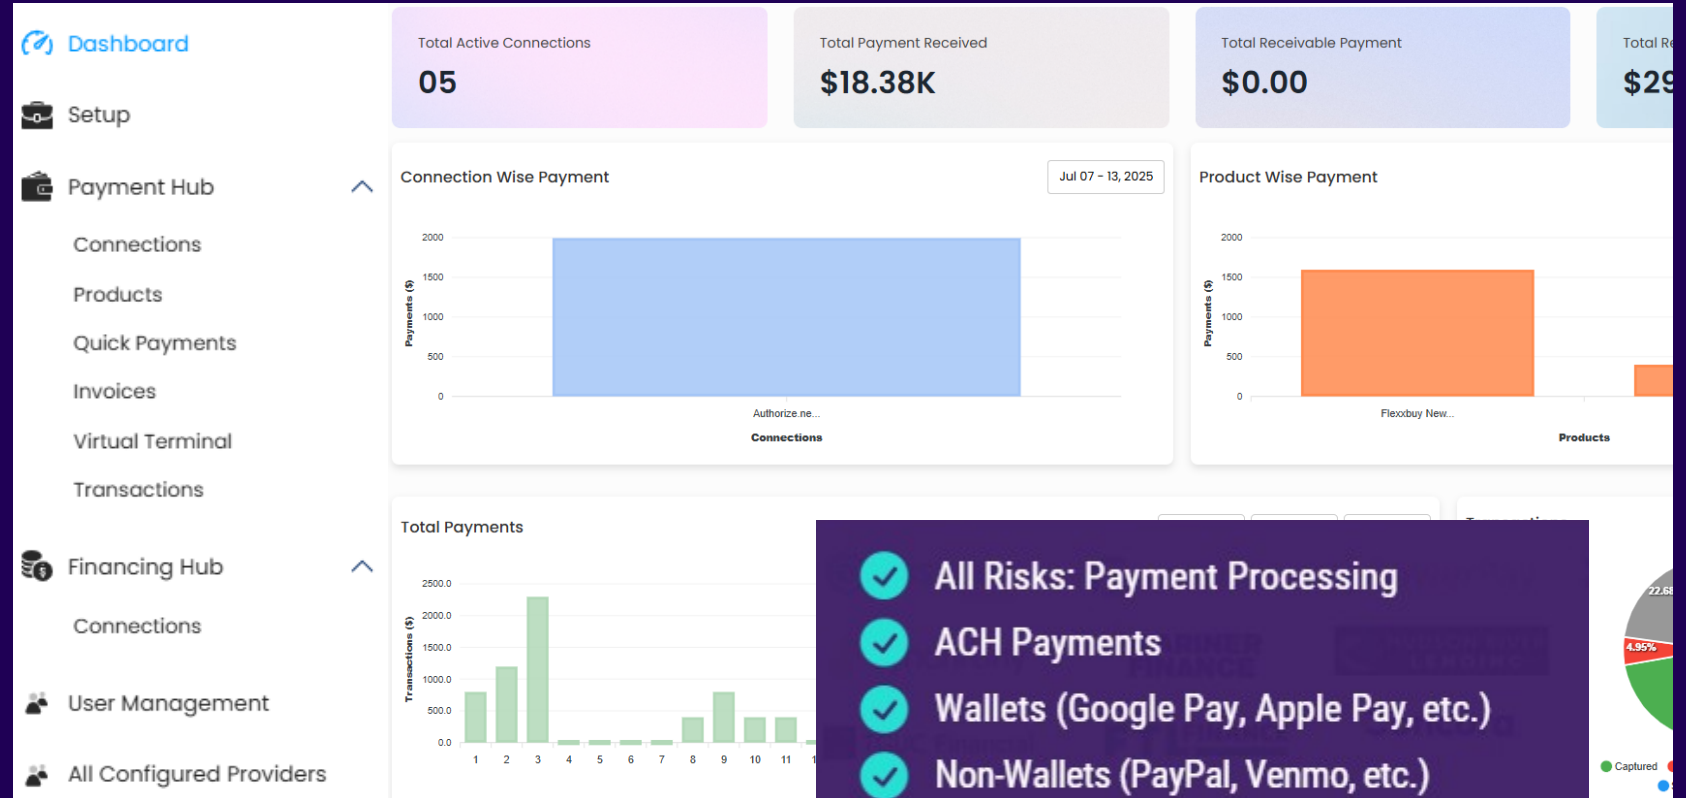 Dashboard
Setup
Payment Hub
Connections
Products
Quick Payments
Invoices
Virtual Terminal
Transactions
Financing Hub
Connections
User Management
All Configured Providers
Total Active Connections
05
Total Payment Received
$18.38K
Total Receivable Payment
$0.00
Total
$29
Connection Wise Payment
Jul 07 - 13, 2025
2000
1500
1000
500
0
Payments ($)
Authorize.ne...
Connections
Product Wise Payment
2000
1500
1000
500
0
Payments ($)
Flexxbuy New...
Products
Total Payments
2500.0
2000.0
1500.0
1000.0
500.0
0.0
Transactions ($)
1 2 3 4 5 6 7 8 9 10 11
All Risks: Payment Processing
ACH Payments
Wallets (Google Pay, Apple Pay, etc.)
Non-Wallets (PayPal, Venmo, etc.)
22.68
4.95%
Captured